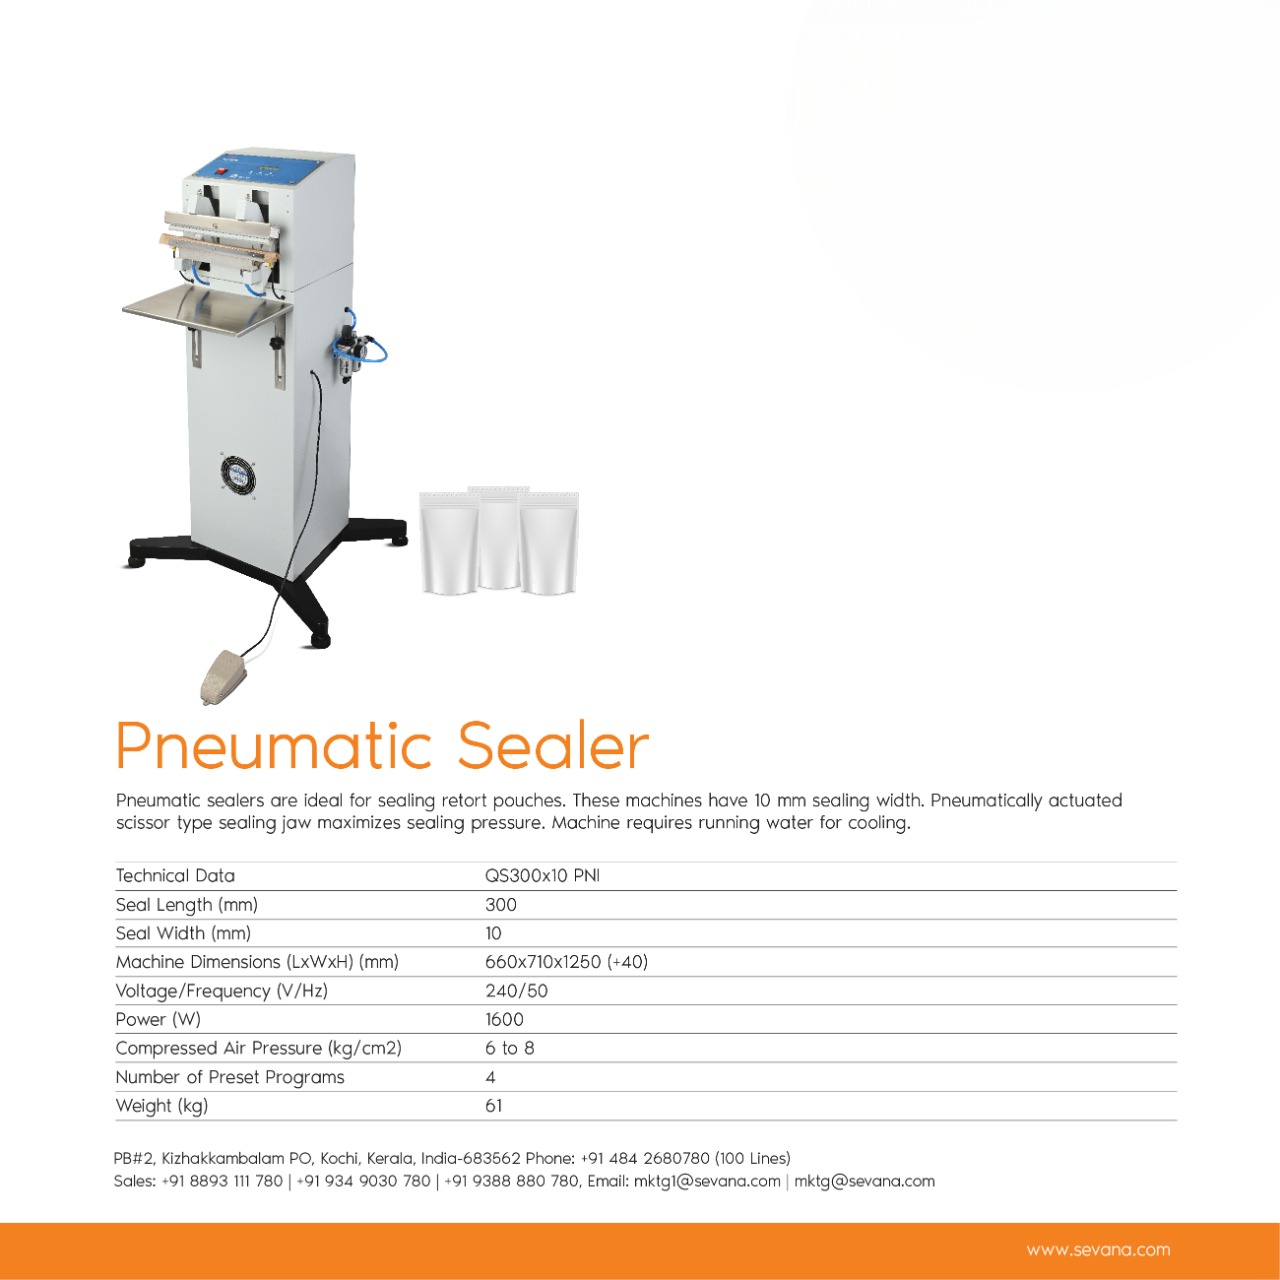 Pneumatic Sealer
Pneumatic sealers are ideal for sealing retort pouches. These machines have 10 mm sealing width. Pneumatically actuated
scissor type sealing jaw maximizes sealing pressure. Machine requires running water for cooling.
Technical Data QS300x10 PNI
Seal Length (mm) 300
Seal Width (mm) 10
Machine Dimensions (LxWxH) (mm) 660x710x1250 (+40)
Voltage/Frequency (V/Hz) 240/50
Power (W) 1600
Compressed Air Pressure (kg/cm2) 6 to 8
Number of Preset Programs 4
Weight (kg) 61
PB#2, Kizhakkambalam PO, Kochi, Kerala, India-683562 Phone: +91 484 2680780 (100 Lines)
Sales: +91 8893 111 780 | +91 934 9030 780 | +91 9388 880 780, Email: mktg1@sevana.com | mktg@sevana.com
www.sevana.com